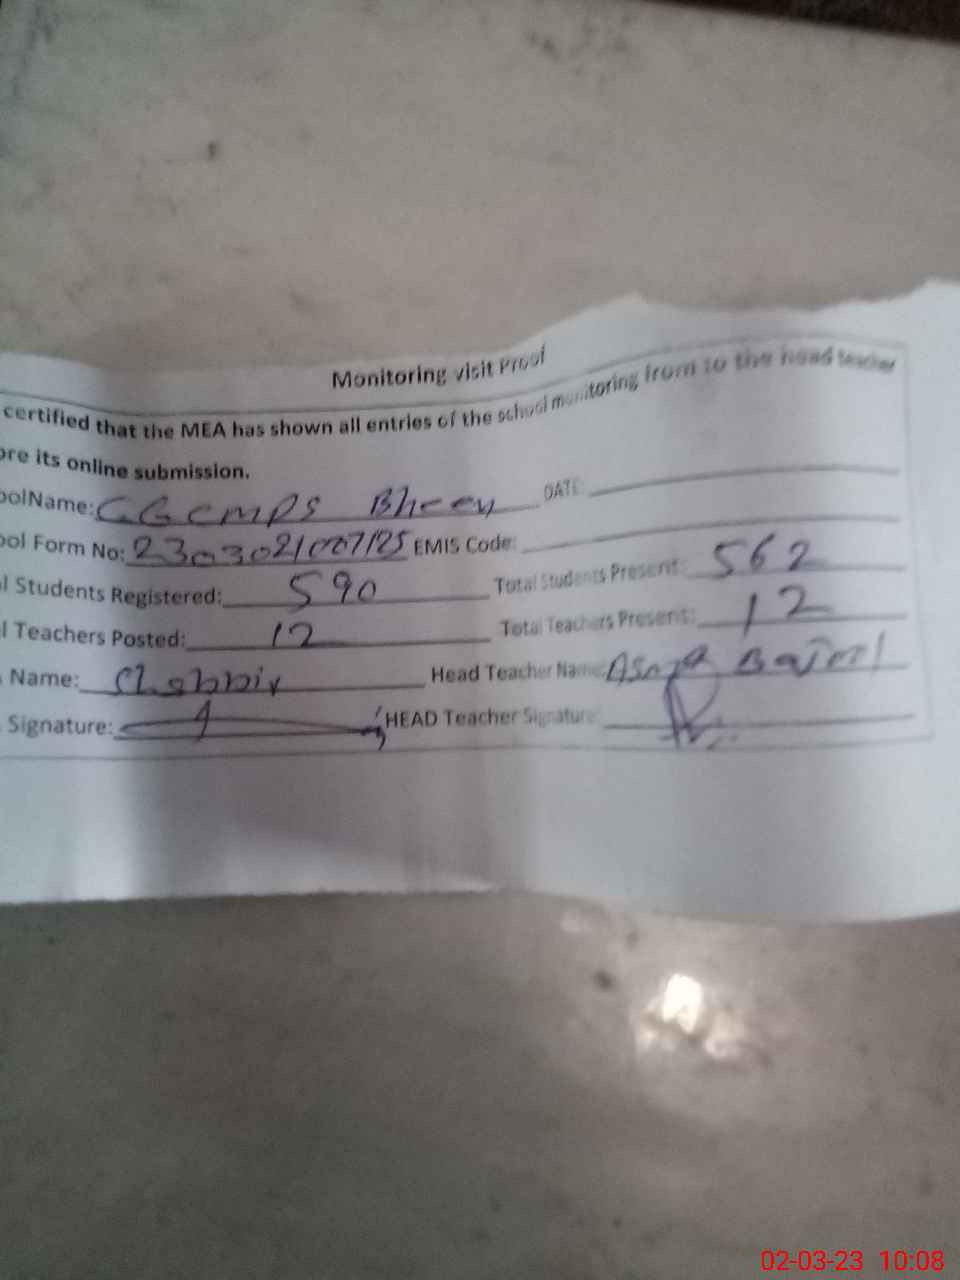 Monitoring visit Proof
certified that the MEA has shown all entries of the school monitoring from to the head teacher
ore its online submission.
oolName: GGCMPS Bheen DATE:
ool Form No: EMIS Code:
l Students Registered: 590 Total Students Present: 562
l Teachers Posted: 12 Total Teachers Present: 12
Name: Head Teacher Name: Asma
Signature: HEAD Teacher Signature:
02-03-23 10:08